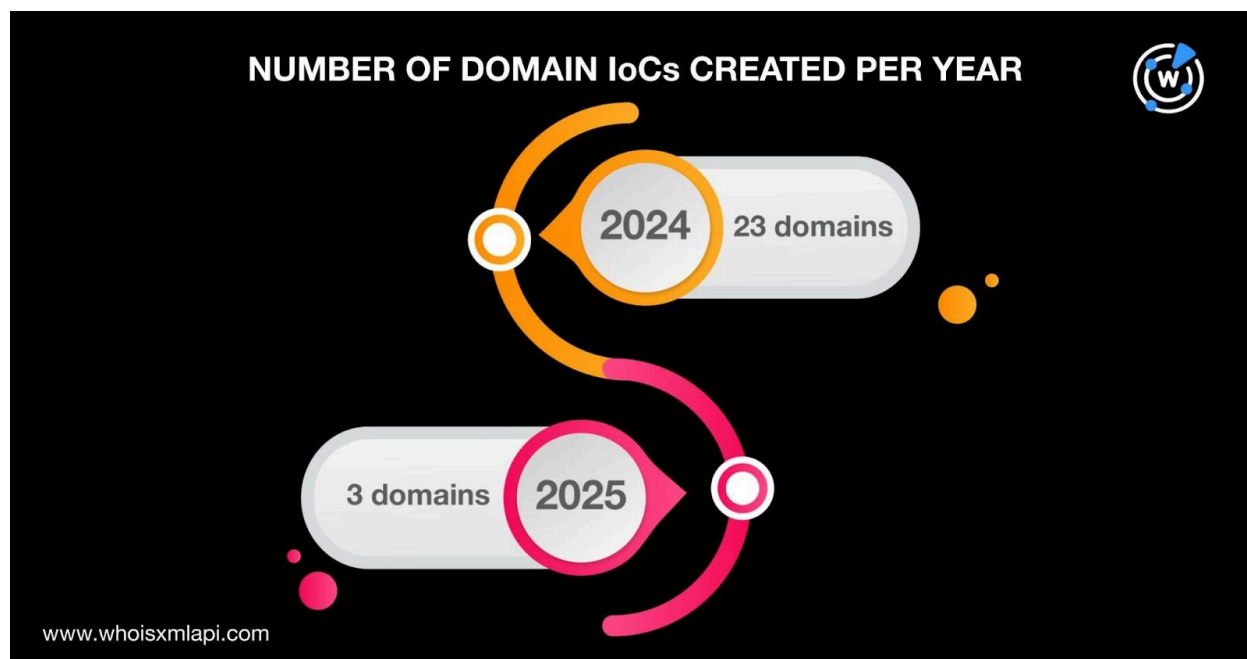 NUMBER OF DOMAIN IoCs CREATED PER YEAR
W
2024
23 domains
3 domains
2025
www.whoisxmlapi.com